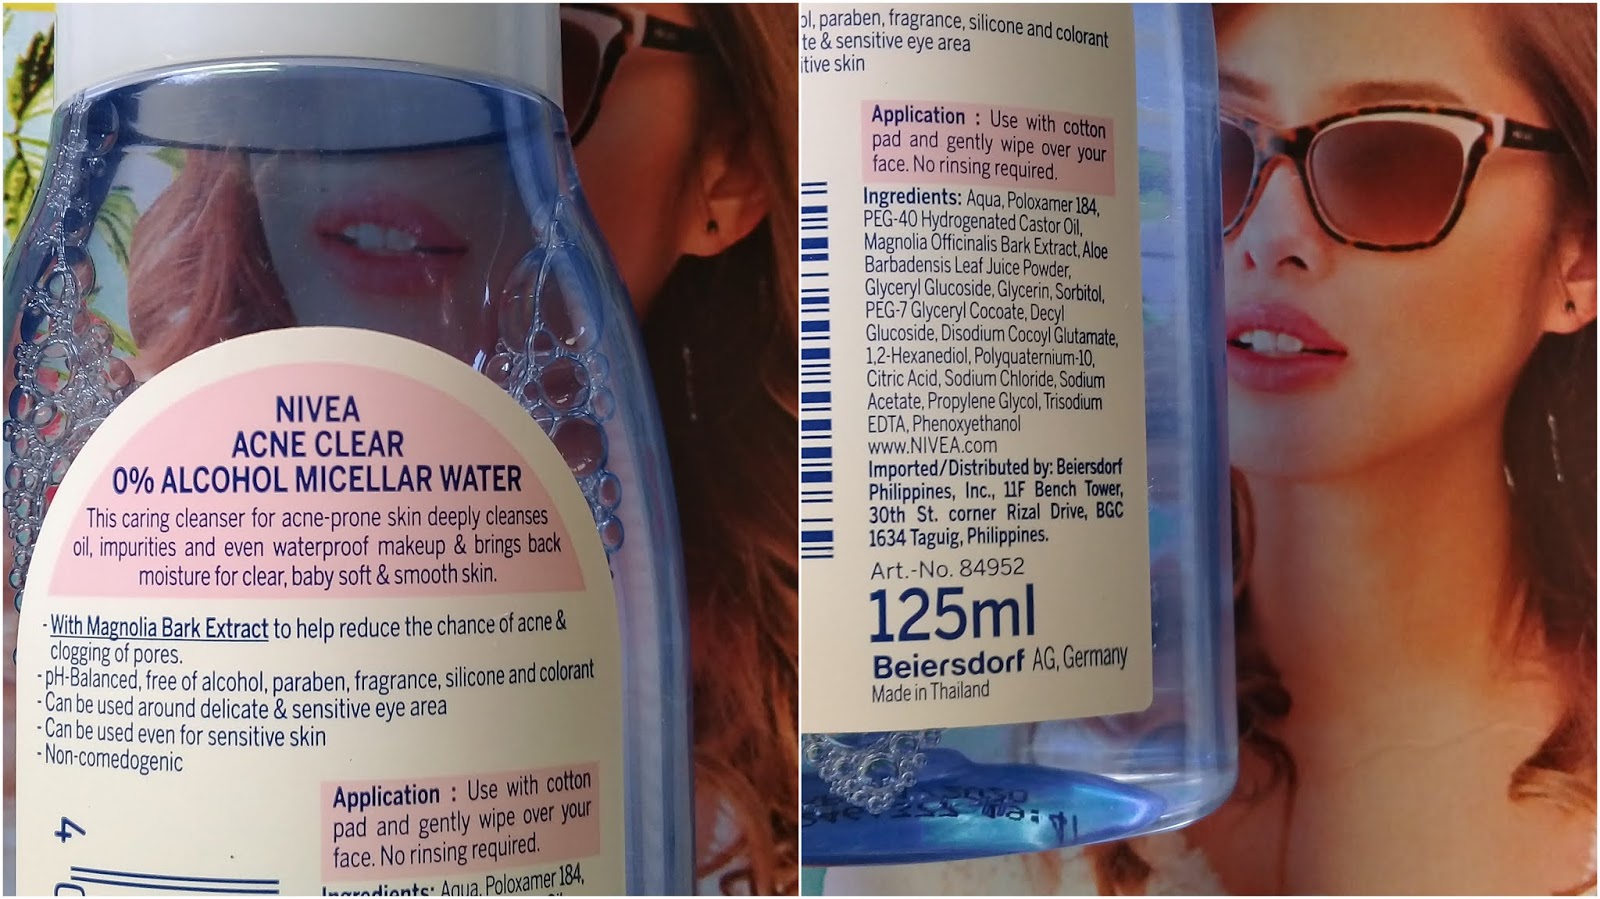 NIVEA
ACNE CLEAR
0% ALCOHOL MICELLAR WATER
This caring cleanser for acne-prone skin deeply cleanses
oil, impurities and even waterproof makeup & brings back
moisture for clear, baby soft & smooth skin.
- With Magnolia Bark Extract to help reduce the chance of acne &
clogging of pores.
- pH-Balanced, free of alcohol, paraben, fragrance, silicone and colorant
- Can be used around delicate & sensitive eye area
- Can be used even for sensitive skin
- Non-comedogenic
4
Application : Use with cotton
pad and gently wipe over your
face. No rinsing required.
Ingredients: Aqua, Poloxamer 184,
ol, paraben, fragrance, silicone and colorant
te & sensitive eye area
itive skin
Application : Use with cotton
pad and gently wipe over your
face. No rinsing required.
Ingredients: Aqua, Poloxamer 184,
PEG-40 Hydrogenated Castor Oil,
Magnolia Officinalis Bark Extract, Aloe
Barbadensis Leaf Juice Powder,
Glyceryl Glucoside, Glycerin, Sorbitol,
PEG-7 Glyceryl Cocoate, Decyl
Glucoside, Disodium Cocoyl Glutamate,
1,2-Hexanediol, Polyquaternium-10,
Citric Acid, Sodium Chloride, Sodium
Acetate, Propylene Glycol, Trisodium
EDTA, Phenoxyethanol
www.NIVEA.com
Imported/Distributed by: Beiersdorf
Philippines, Inc., 11F Bench Tower,
30th St. corner Rizal Drive, BGC
1634 Taguig, Philippines.
Art.-No. 84952
125ml
Beiersdorf AG, Germany
Made in Thailand